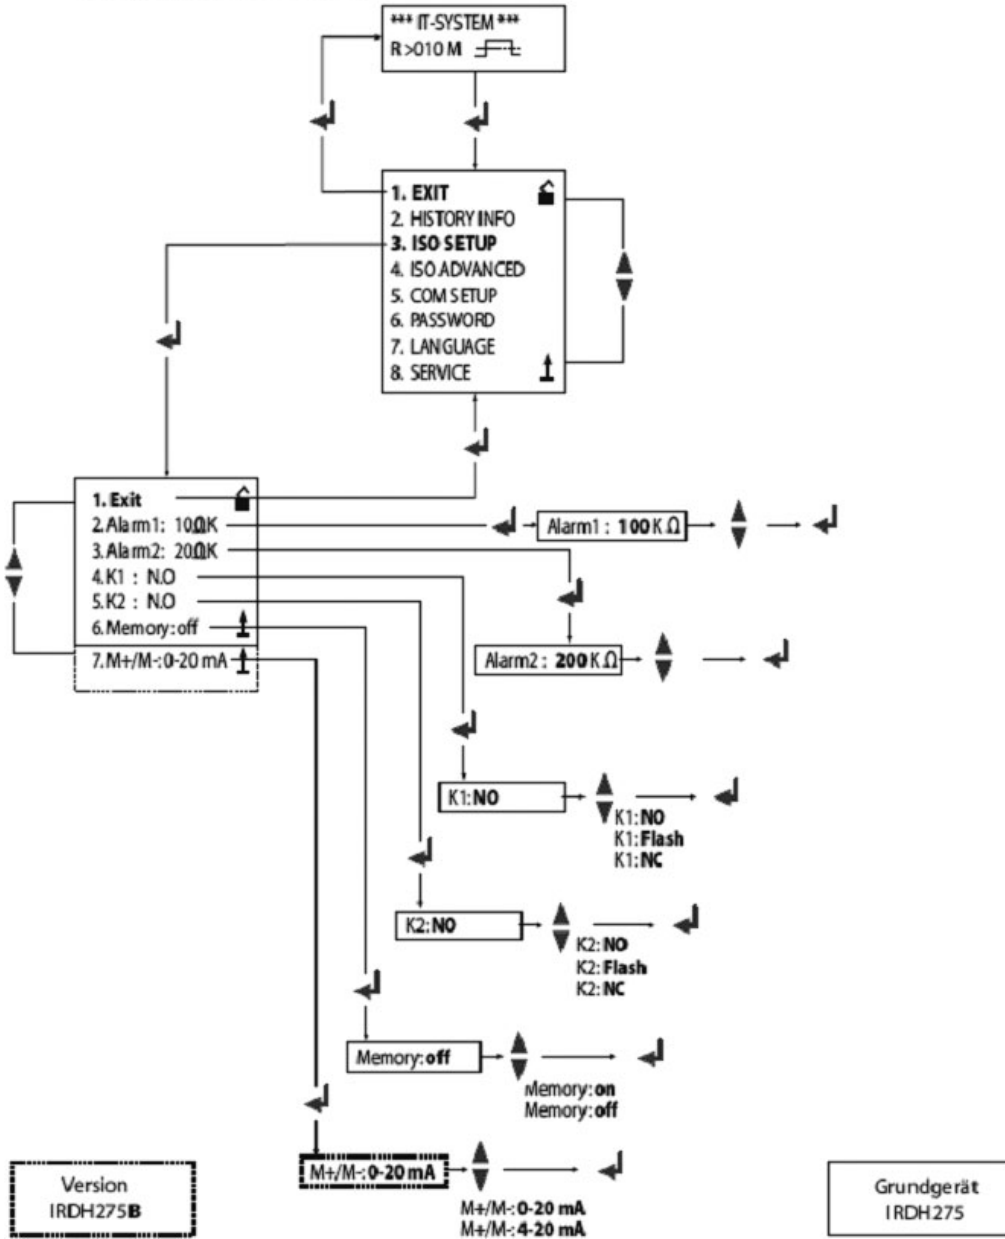 *** IT-SYSTEM ***
R >010 M
1. EXIT
2. HISTORY INFO
3. ISO SETUP
4. ISO ADVANCED
5. COM SETUP
6. PASSWORD
7. LANGUAGE
8. SERVICE
1. Exit
2. Alarm1: 10ΩK
3. Alarm2: 20ΩK
4. K1 : N.O
5. K2 : N.O
6. Memory: off
7. M+/M-: 0-20 mA
Alarm1 : 100 K Ω
Alarm2 : 200 K Ω
K1: NO
K1: NO
K1: Flash
K1: NC
K2: NO
K2: NO
K2: Flash
K2: NC
Memory: off
Memory: on
Memory: off
M+/M-: 0-20 mA
M+/M-: 0-20 mA
M+/M-: 4-20 mA
Version
IRDH275B
Grundgerät
IRDH275